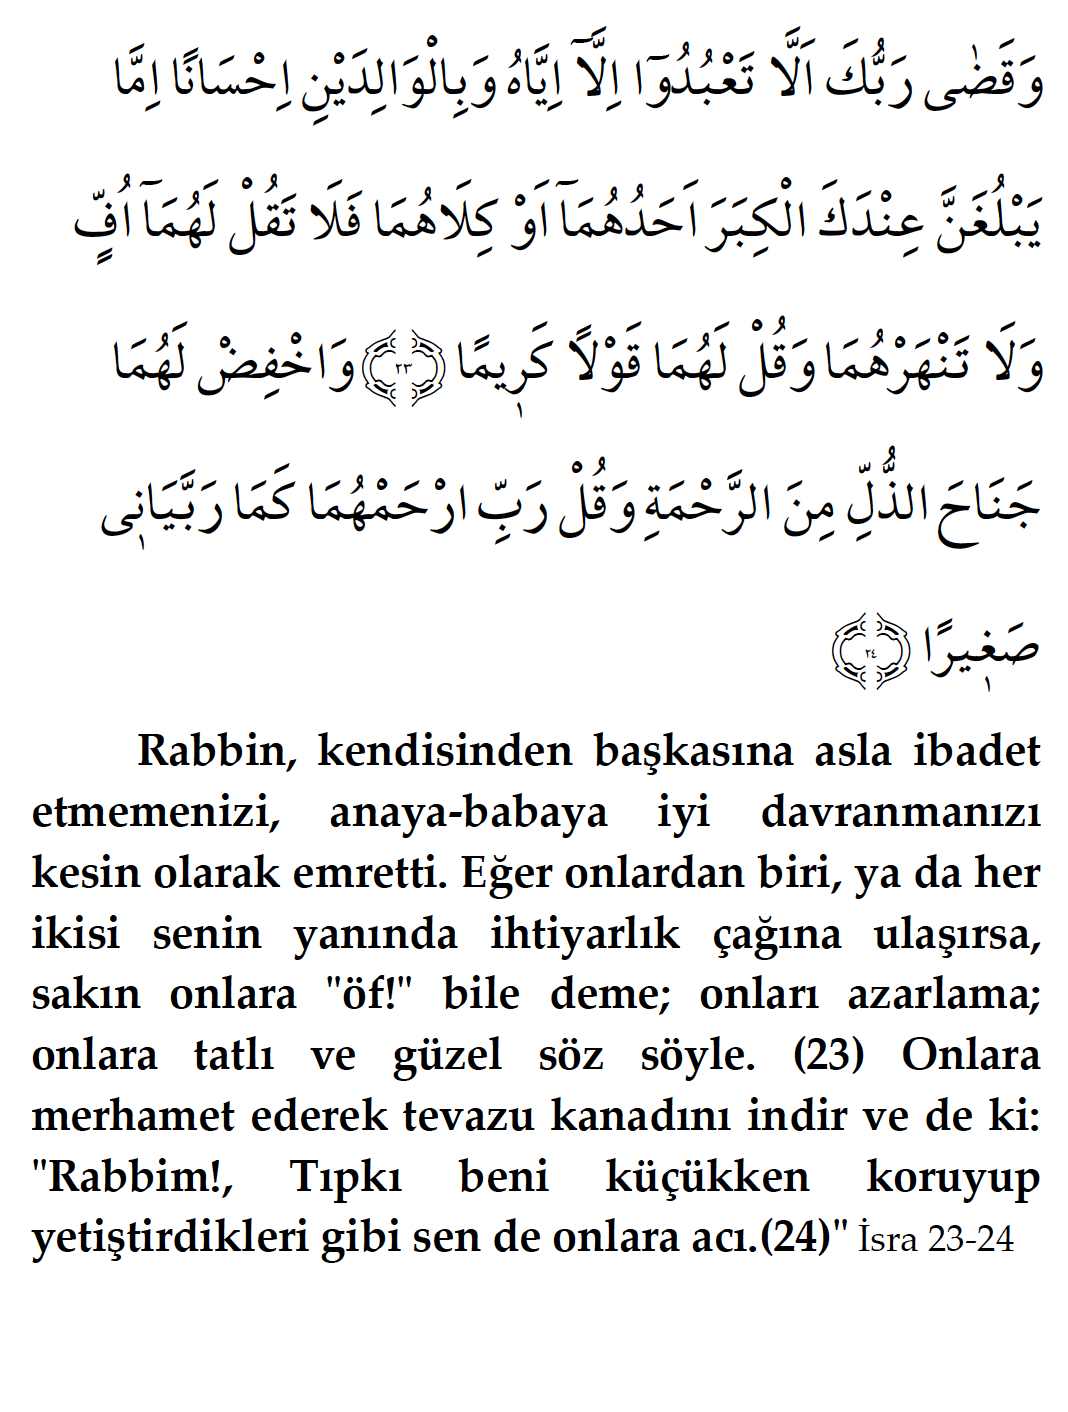 وَقَضٰى رَبُّكَ اَلَّا تَعْبُدُوٓا اِلَّآ اِيَّاهُ وَبِالْوَالِدَيْنِ اِحْسَانًا اِمَّا
يَبْلُغَنَّ عِنْدَكَ الْكِبَرَ اَحَدُهُمَآ اَوْ كِلَاهُمَا فَلَا تَقُلْ لَهُمَآ اُفٍّ
وَلَا تَنْهَرْهُمَا وَقُلْ لَهُمَا قَوْلًا كَرٖيمًا ﴿٢٣﴾ وَاخْفِضْ لَهُمَا
جَنَاحَ الذُّلِّ مِنَ الرَّحْمَةِ وَقُلْ رَبِّ ارْحَمْهُمَا كَمَا رَبَّيَانٖى
صَغٖيرًا ﴿٢٤﴾
Rabbin, kendisinden başkasına asla ibadet
etmemenizi, anaya-babaya iyi davranmanızı
kesin olarak emretti. Eğer onlardan biri, ya da her
ikisi senin yanında ihtiyarlık çağına ulaşırsa,
sakın onlara "öf!" bile deme; onları azarlama;
onlara tatlı ve güzel söz söyle. (23) Onlara
merhamet ederek tevazu kanadını indir ve de ki:
"Rabbim!, Tıpkı beni küçükken koruyup
yetiştirdikleri gibi sen de onlara acı.(24)" İsra 23-24